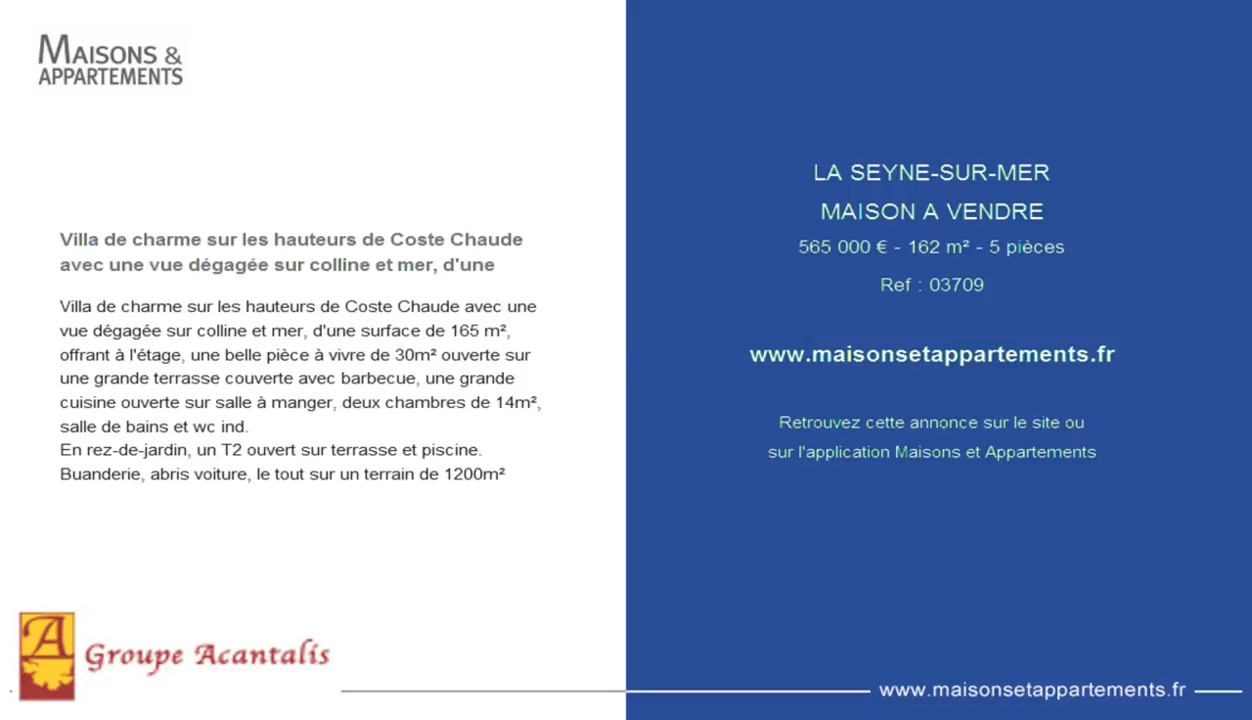 MAISONS &
APPARTEMENTS
Villa de charme sur les hauteurs de Coste Chaude
avec une vue dégagée sur colline et mer, d'une
Villa de charme sur les hauteurs de Coste Chaude avec une
vue dégagée sur colline et mer, d'une surface de 165 m²,
offrant à l'étage, une belle pièce à vivre de 30m² ouverte sur
une grande terrasse couverte avec barbecue, une grande
cuisine ouverte sur salle à manger, deux chambres de 14m²,
salle de bains et wc ind.
En rez-de-jardin, un T2 ouvert sur terrasse et piscine.
Buanderie, abris voiture, le tout sur un terrain de 1200m²
A
Groupe Acantalis
LA SEYNE-SUR-MER
MAISON A VENDRE
565 000 € - 162 m² - 5 pièces
Ref : 03709
www.maisonsetappartements.fr
Retrouvez cette annonce sur le site ou
sur l'application Maisons et Appartements
www.maisonsetappartements.fr